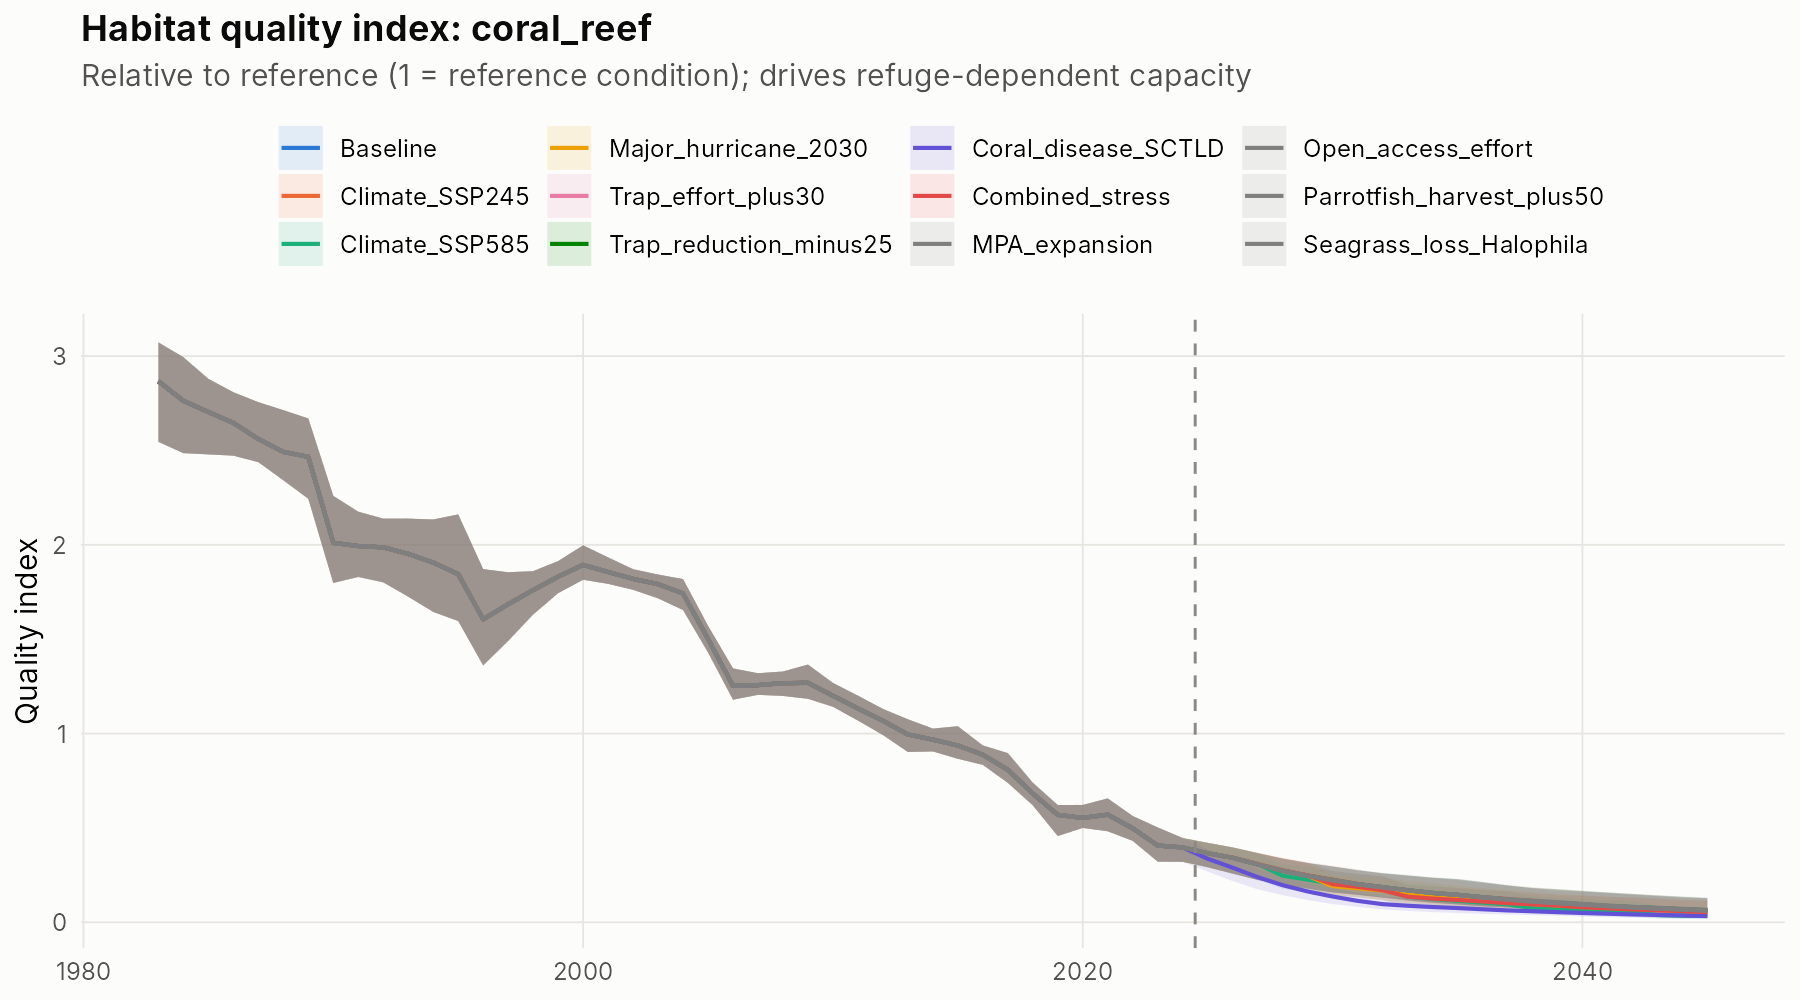 Habitat quality index: coral_reef
Relative to reference (1 = reference condition); drives refuge-dependent capacity
Baseline Major_hurricane_2030 Coral_disease_SCTLD Open_access_effort
Climate_SSP245 Trap_effort_plus30 Combined_stress Parrotfish_harvest_plus50
Climate_SSP585 Trap_reduction_minus25 MPA_expansion Seagrass_loss_Halophila
Quality index
3
2
1
0
1980 2000 2020 2040